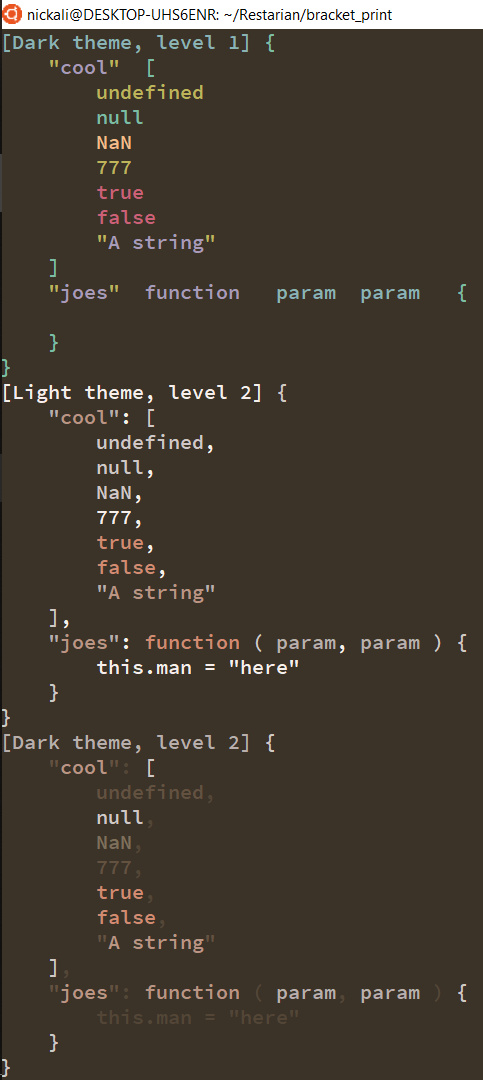 nickali@DESKTOP-UHS6ENR: ~/Restarian/bracket_print
[Dark theme, level 1] {
    "cool"  [
        undefined
        null
        NaN
        777
        true
        false
        "A string"
    ]
    "joes"  function   param  param   {
    }
}
[Light theme, level 2] {
    "cool": [
        undefined,
        null,
        NaN,
        777,
        true,
        false,
        "A string"
    ],
    "joes": function ( param, param ) {
        this.man = "here"
    }
}
[Dark theme, level 2] {
    "cool": [
        undefined,
        null,
        NaN,
        777,
        true,
        false,
        "A string"
    ],
    "joes": function ( param, param ) {
        this.man = "here"
    }
}